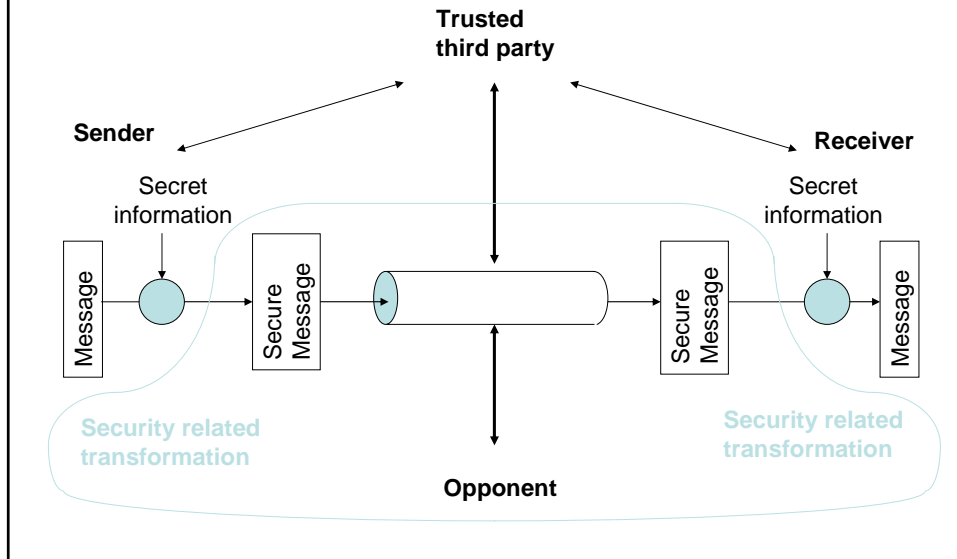 Trusted
third party
Sender
Receiver
Secret
information
Secret
information
Message
Secure
Message
Secure
Message
Message
Security related
transformation
Security related
transformation
Opponent